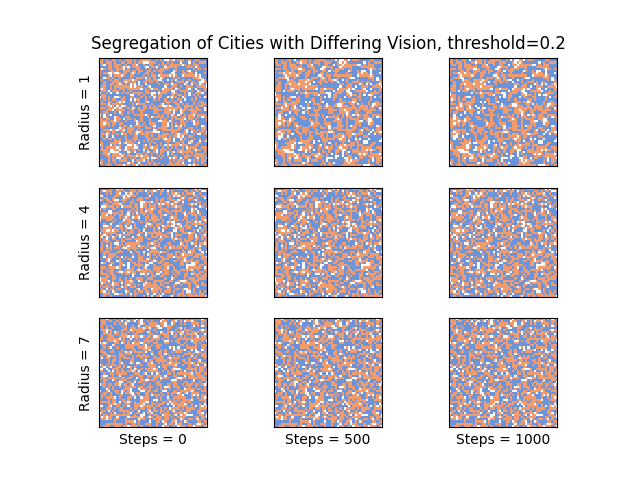 Segregation of Cities with Differing Vision, threshold=0.2
Radius = 1
Radius = 4
Radius = 7
Steps = 0
Steps = 500
Steps = 1000